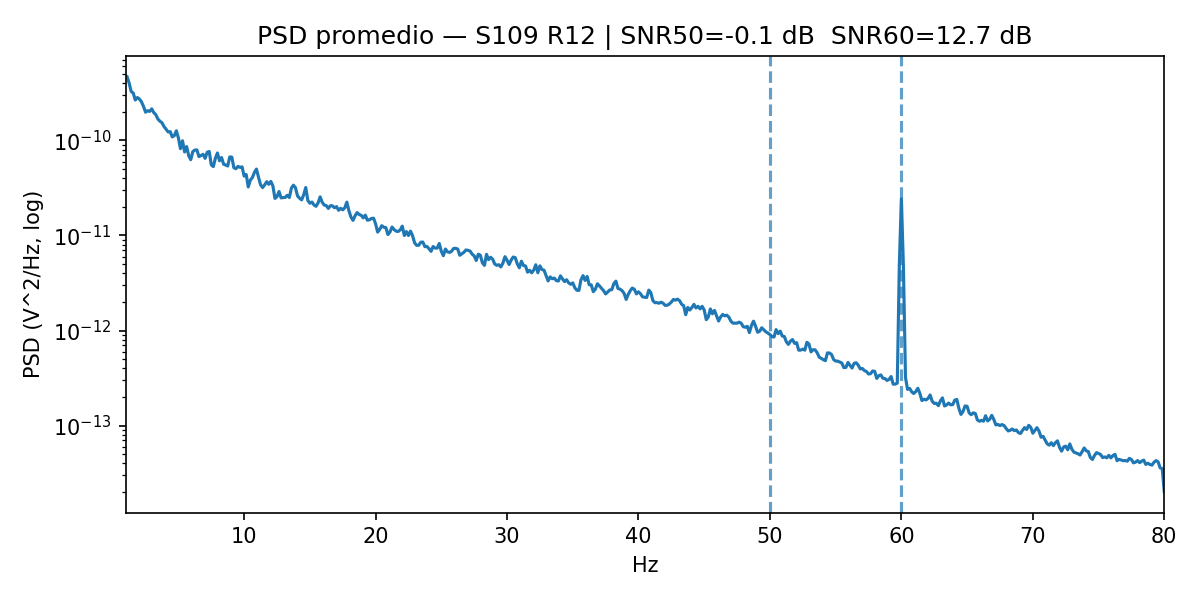 PSD promedio — S109 R12 | SNR50=-0.1 dB  SNR60=12.7 dB
PSD (V^2/Hz, log)
10⁻¹⁰
10⁻¹¹
10⁻¹²
10⁻¹³
10 20 30 40 50 60 70 80
Hz